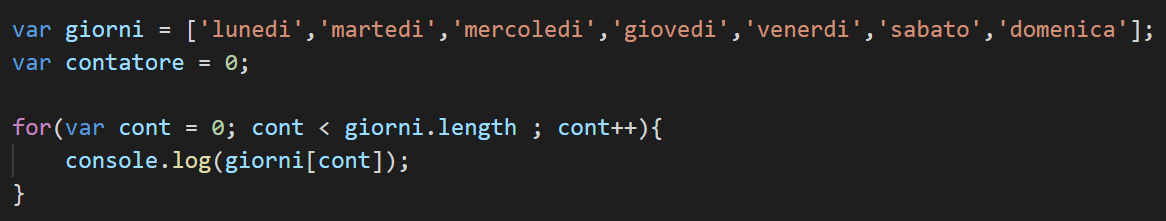 var giorni = ['lunedi','martedi','mercoledi','giovedi','venerdi','sabato','domenica'];
var contatore = 0;
for(var cont = 0; cont < giorni.length ; cont++){
    console.log(giorni[cont]);
}